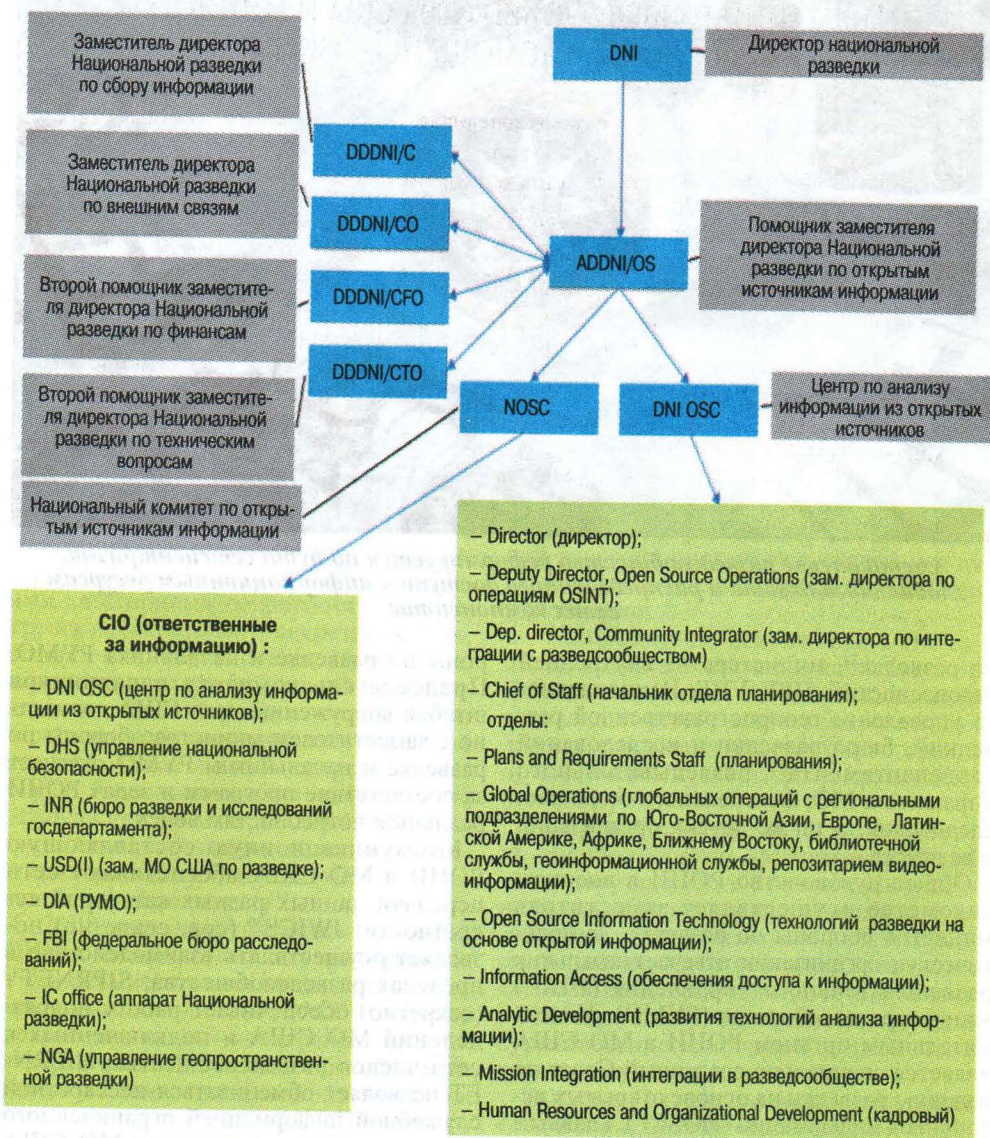 Заместитель директора
Национальной разведки
по сбору информации
DNI
Директор национальной
разведки
DDDNI/C
Заместитель директора
Национальной разведки
по внешним связям
DDDNI/CO
ADDNI/OS
Помощник заместителя
директора Национальной
разведки по открытым
источникам информации
Второй помощник заместите-
ля директора Национальной
разведки по финансам
DDDNI/CFO
DDDNI/CTO
Второй помощник заместите-
ля директора Национальной
разведки по техническим
вопросам
NOSC
DNI OSC
Центр по анализу
информации из открытых
источников
Национальный комитет по откры-
тым источникам информации
CIO (ответственные
за информацию) :
– DNI OSC (центр по анализу информа-
ции из открытых источников);
– DHS (управление национальной
безопасности);
– INR (бюро разведки и исследований
госдепартамента);
– USD(I) (зам. МО США по разведке);
– DIA (РУМО);
– FBI (федеральное бюро расследо-
ваний);
– IC office (аппарат Национальной
разведки);
– NGA (управление геопространствен-
ной разведки)
– Director (директор);
– Deputy Director, Open Source Operations (зам. директора по
операциям OSINT);
– Dep. director, Community Integrator (зам. директора по инте-
грации с разведсообществом)
– Chief of Staff (начальник отдела планирования);
отделы:
– Plans and Requirements Staff (планирования);
– Global Operations (глобальных операций с региональными
подразделениями по Юго-Восточной Азии, Европе, Латин-
ской Америке, Африке, Ближнему Востоку, библиотечной
службы, геоинформационной службы, репозитарием видео-
информации);
– Open Source Information Technology (технологий разведки на
основе открытой информации);
– Information Access (обеспечения доступа к информации);
– Analytic Development (развития технологий анализа инфор-
мации);
– Mission Integration (интеграции в разведсообществе);
– Human Resources and Organizational Development (кадровый)